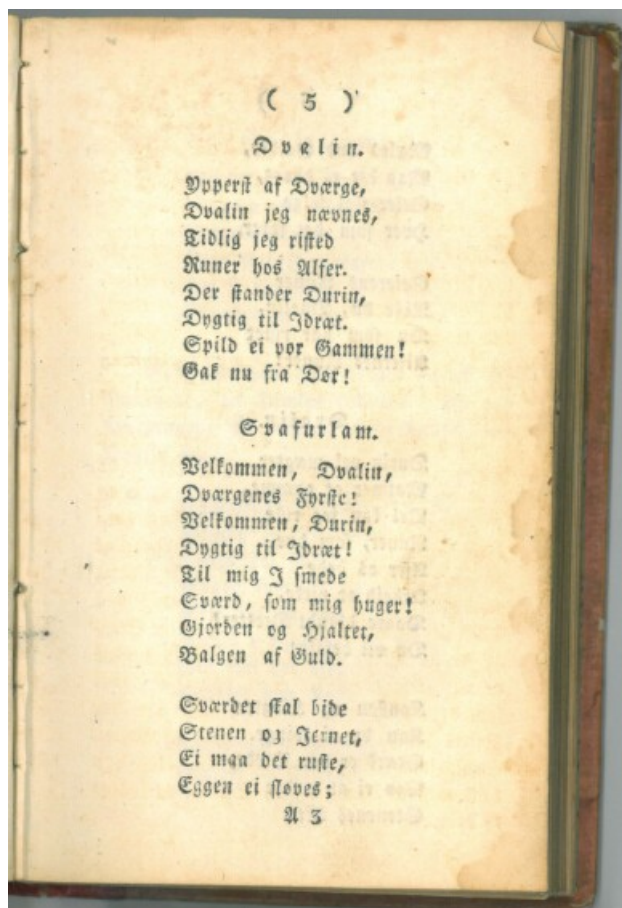 ( 5 )
Dvalin.
Ypperst af Dværge,
Dvalin jeg nævnes,
Tidlig jeg risted
Runer hos Alfer.
Der stander Durin,
Dygtig til Idræt.
Spild ei vor Gammen!
Gak nu fra Dør!
Svafurlam.
Velkommen, Dvalin,
Dværgenes Fyrste!
Velkommen, Durin,
Dygtig til Idræt!
Til mig I smede
Sværd, som mig huger!
Gjorden og Hjaltet,
Balgen af Guld.
Sværdet skal bide
Stenen og Jernet,
Ei maa det ruste,
Eggen ei sløves;
A 3